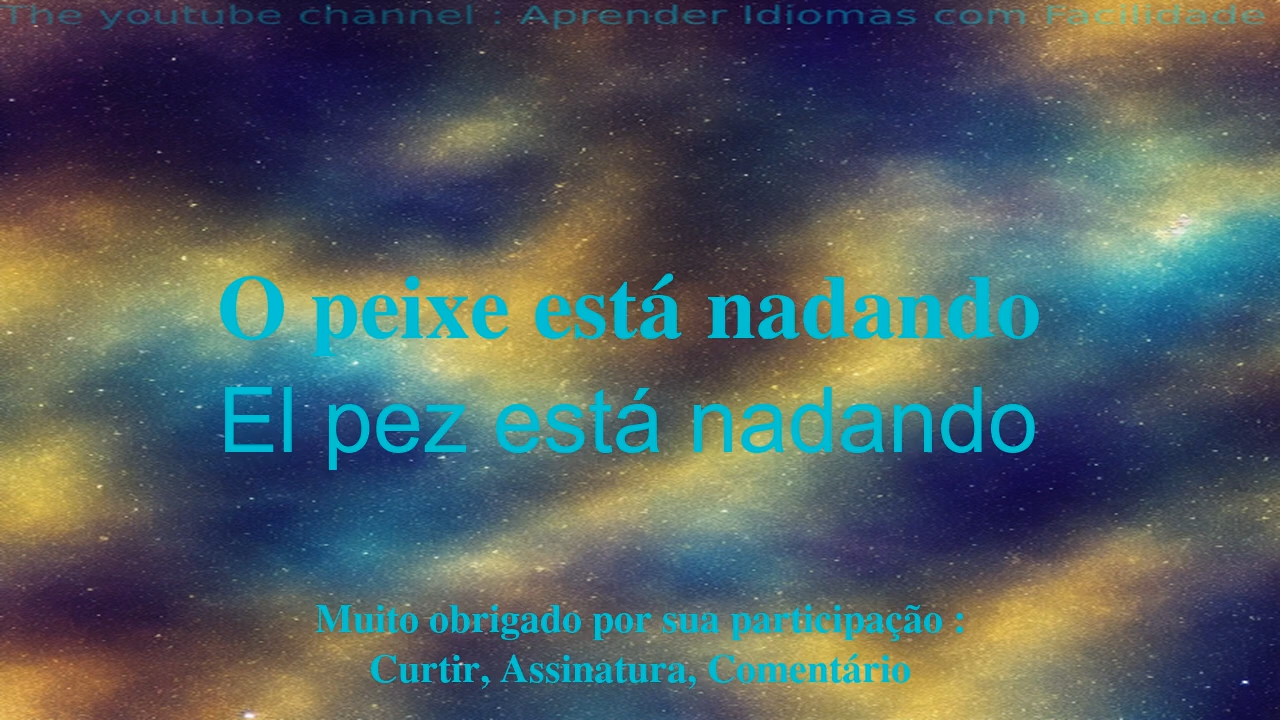 The youtube channel : Aprender Idiomas com Facilidade
O peixe está nadando
El pez está nadando
Muito obrigado por sua participação :
Curtir, Assinatura, Comentário